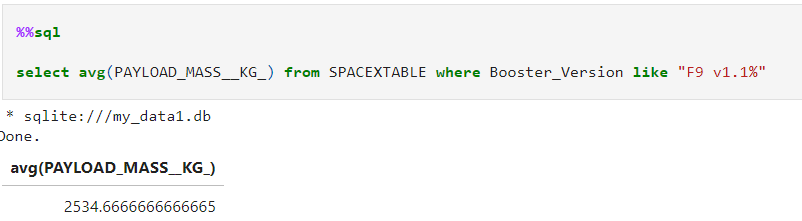 %%sql
select avg(PAYLOAD_MASS__KG_) from SPACEXTABLE where Booster_Version like "F9 v1.1%"
* sqlite:///my_data1.db
Done.
avg(PAYLOAD_MASS__KG_)
2534.6666666666665